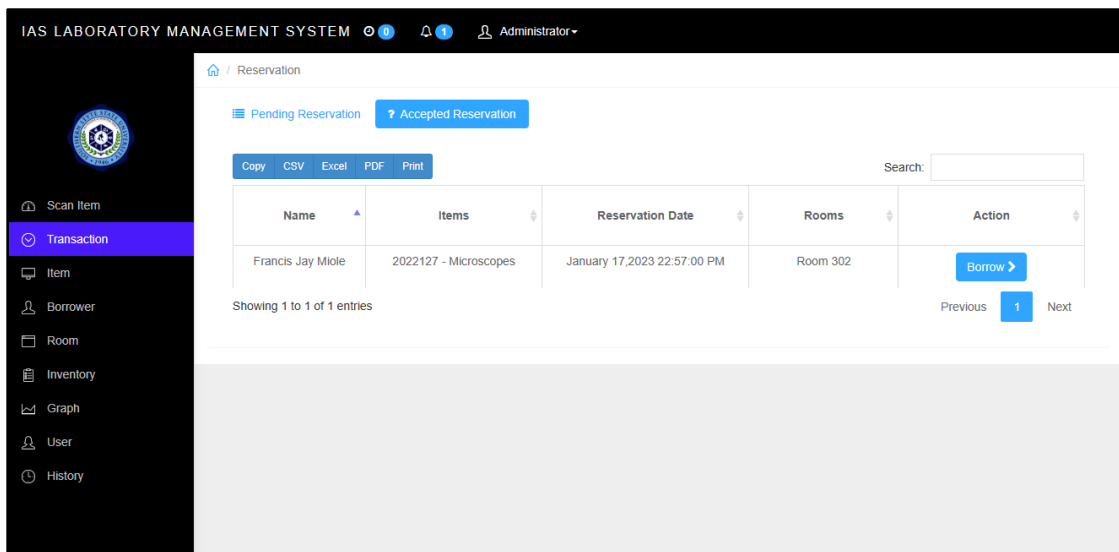 IAS LABORATORY MANAGEMENT SYSTEM 0 1 Administrator
/ Reservation
Pending Reservation ? Accepted Reservation
Copy CSV Excel PDF Print Search:
Name Items Reservation Date Rooms Action
Francis Jay Miole 2022127 - Microscopes January 17,2023 22:57:00 PM Room 302 Borrow
Showing 1 to 1 of 1 entries Previous 1 Next
Scan Item
Transaction
Item
Borrower
Room
Inventory
Graph
User
History